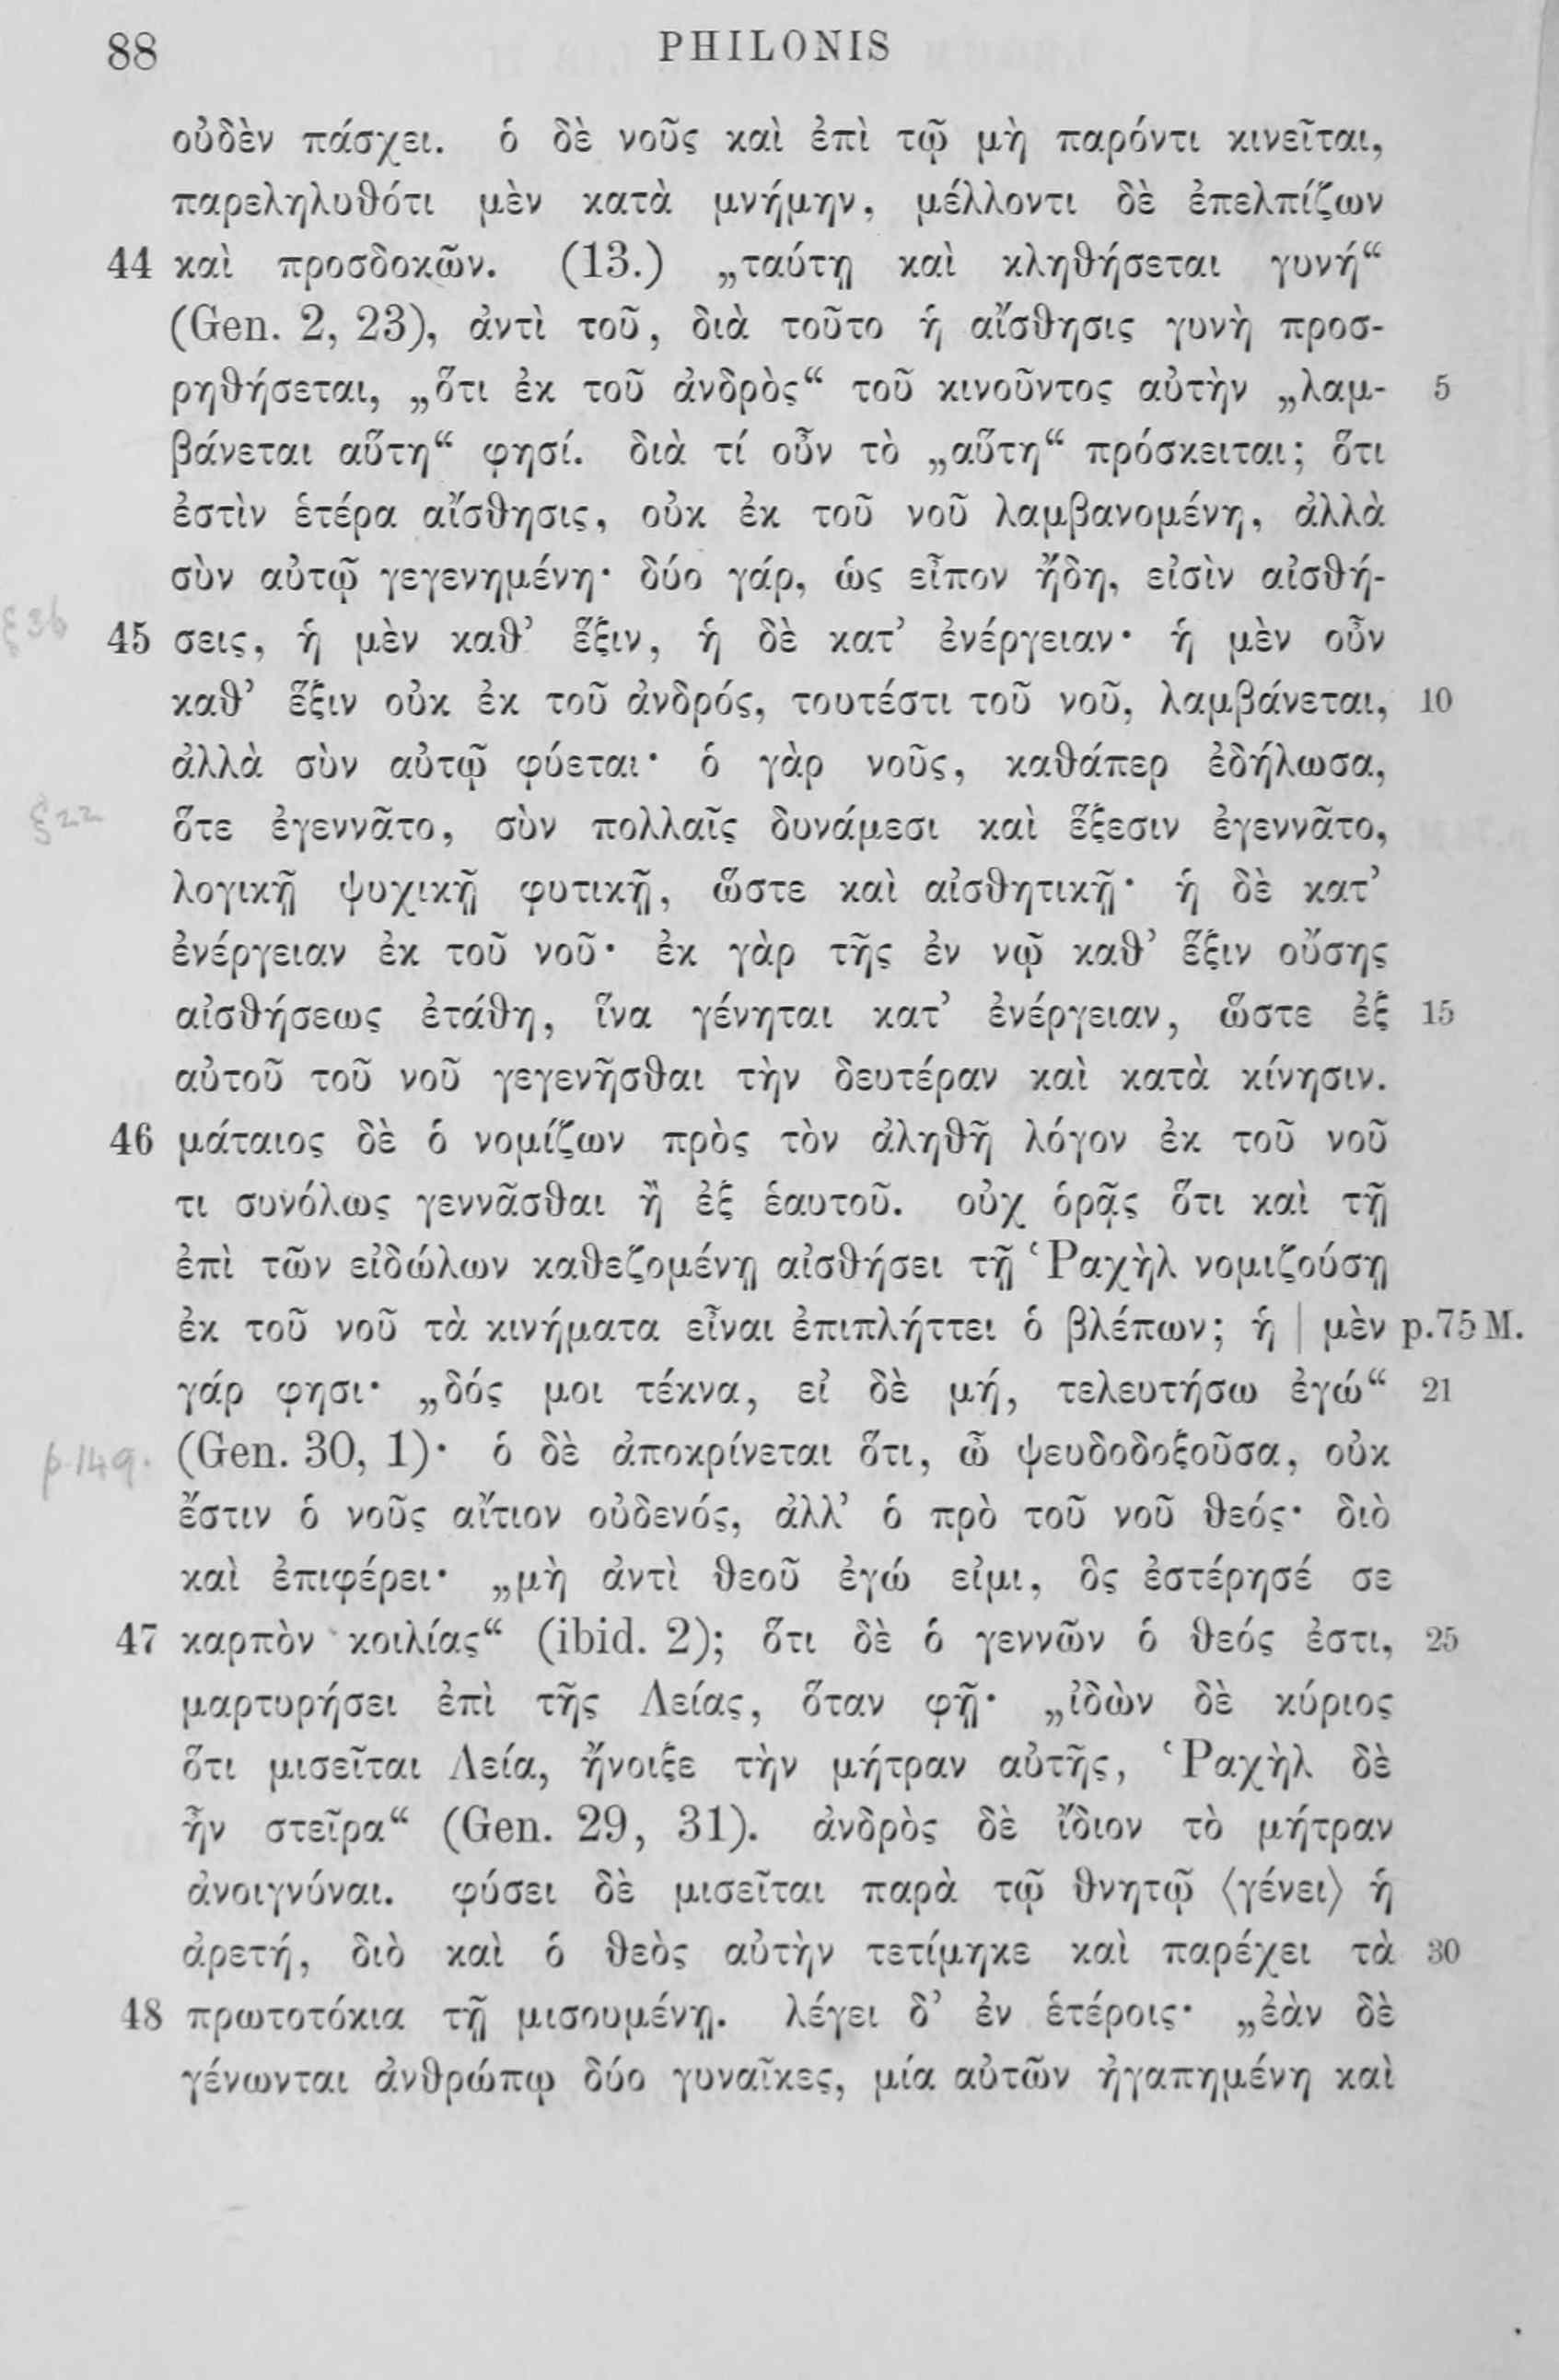 88 PHILONIS
οὐδὲν πάσχει. ὁ δὲ νοῦς καὶ ἐπὶ τῷ μὴ παρόντι κινεῖται,
παρεληλυθότι μὲν κατὰ μνήμην, μέλλοντι δὲ ἐπελπίζων
44 καὶ προσδοκῶν. (13.) „ταύτῃ καὶ κληθήσεται γυνή“
(Gen. 2, 23), ἀντὶ τοῦ, διὰ τοῦτο ἡ αἴσθησις γυνὴ προσ-
ρηθήσεται, „ὅτι ἐκ τοῦ ἀνδρὸς“ τοῦ κινοῦντος αὐτὴν „λαμ- 5
βάνεται αὕτη“ φησί. διὰ τί οὖν τὸ „αὕτη“ πρόσκειται; ὅτι
ἐστὶν ἑτέρα αἴσθησις, οὐκ ἐκ τοῦ νοῦ λαμβανομένη, ἀλλὰ
σὺν αὐτῷ γεγενημένη· δύο γάρ, ὡς εἶπον ἤδη, εἰσὶν αἰσθή-
§36 45 σεις, ἡ μὲν καθ’ ἕξιν, ἡ δὲ κατ’ ἐνέργειαν· ἡ μὲν οὖν
καθ’ ἕξιν οὐκ ἐκ τοῦ ἀνδρός, τουτέστι τοῦ νοῦ, λαμβάνεται, 10
ἀλλὰ σὺν αὐτῷ φύεται· ὁ γὰρ νοῦς, καθάπερ ἐδήλωσα,
§22 ὅτε ἐγεννᾶτο, σὺν πολλαῖς δυνάμεσι καὶ ἕξεσιν ἐγεννᾶτο,
λογικῇ ψυχικῇ φυτικῇ, ὥστε καὶ αἰσθητικῇ· ἡ δὲ κατ’
ἐνέργειαν ἐκ τοῦ νοῦ· ἐκ γὰρ τῆς ἐν νῷ καθ’ ἕξιν οὔσης
αἰσθήσεως ἐτάθη, ἵνα γένηται κατ’ ἐνέργειαν, ὥστε ἐξ 15
αὐτοῦ τοῦ νοῦ γεγενῆσθαι τὴν δευτέραν καὶ κατὰ κίνησιν.
46 μάταιος δὲ ὁ νομίζων πρὸς τὸν ἀληθῆ λόγον ἐκ τοῦ νοῦ
τι συνόλως γεννᾶσθαι ἢ ἐξ ἑαυτοῦ. οὐχ ὁρᾷς ὅτι καὶ τῇ
ἐπὶ τῶν εἰδώλων καθεζομένῃ αἰσθήσει τῇ Ῥαχὴλ νομιζούσῃ
ἐκ τοῦ νοῦ τὰ κινήματα εἶναι ἐπιπλήττει ὁ βλέπων; ἡ | μὲν p.75 M.
γάρ φησι· „δός μοι τέκνα, εἰ δὲ μή, τελευτήσω ἐγώ“ 21
p.149. (Gen. 30, 1)· ὁ δὲ ἀποκρίνεται ὅτι, ὦ ψευδοδοξοῦσα, οὐκ
ἔστιν ὁ νοῦς αἴτιον οὐδενός, ἀλλ’ ὁ πρὸ τοῦ νοῦ θεός· διὸ
καὶ ἐπιφέρει· „μὴ ἀντὶ θεοῦ ἐγώ εἰμι, ὃς ἐστέρησέ σε
47 καρπὸν κοιλίας“ (ibid. 2); ὅτι δὲ ὁ γεννῶν ὁ θεός ἐστι, 25
μαρτυρήσει ἐπὶ τῆς Λείας, ὅταν φῇ· „ἰδὼν δὲ κύριος
ὅτι μισεῖται Λεία, ἤνοιξε τὴν μήτραν αὐτῆς, Ῥαχὴλ δὲ
ἦν στεῖρα“ (Gen. 29, 31). ἀνδρὸς δὲ ἴδιον τὸ μήτραν
ἀνοιγνύναι. φύσει δὲ μισεῖται παρὰ τῷ θνητῷ ⟨γένει⟩ ἡ
ἀρετή, διὸ καὶ ὁ θεὸς αὐτὴν τετίμηκε καὶ παρέχει τὰ 30
48 πρωτοτόκια τῇ μισουμένῃ. λέγει δ’ ἐν ἑτέροις· „ἐὰν δὲ
γένωνται ἀνθρώπῳ δύο γυναῖκες, μία αὐτῶν ἠγαπημένη καὶ